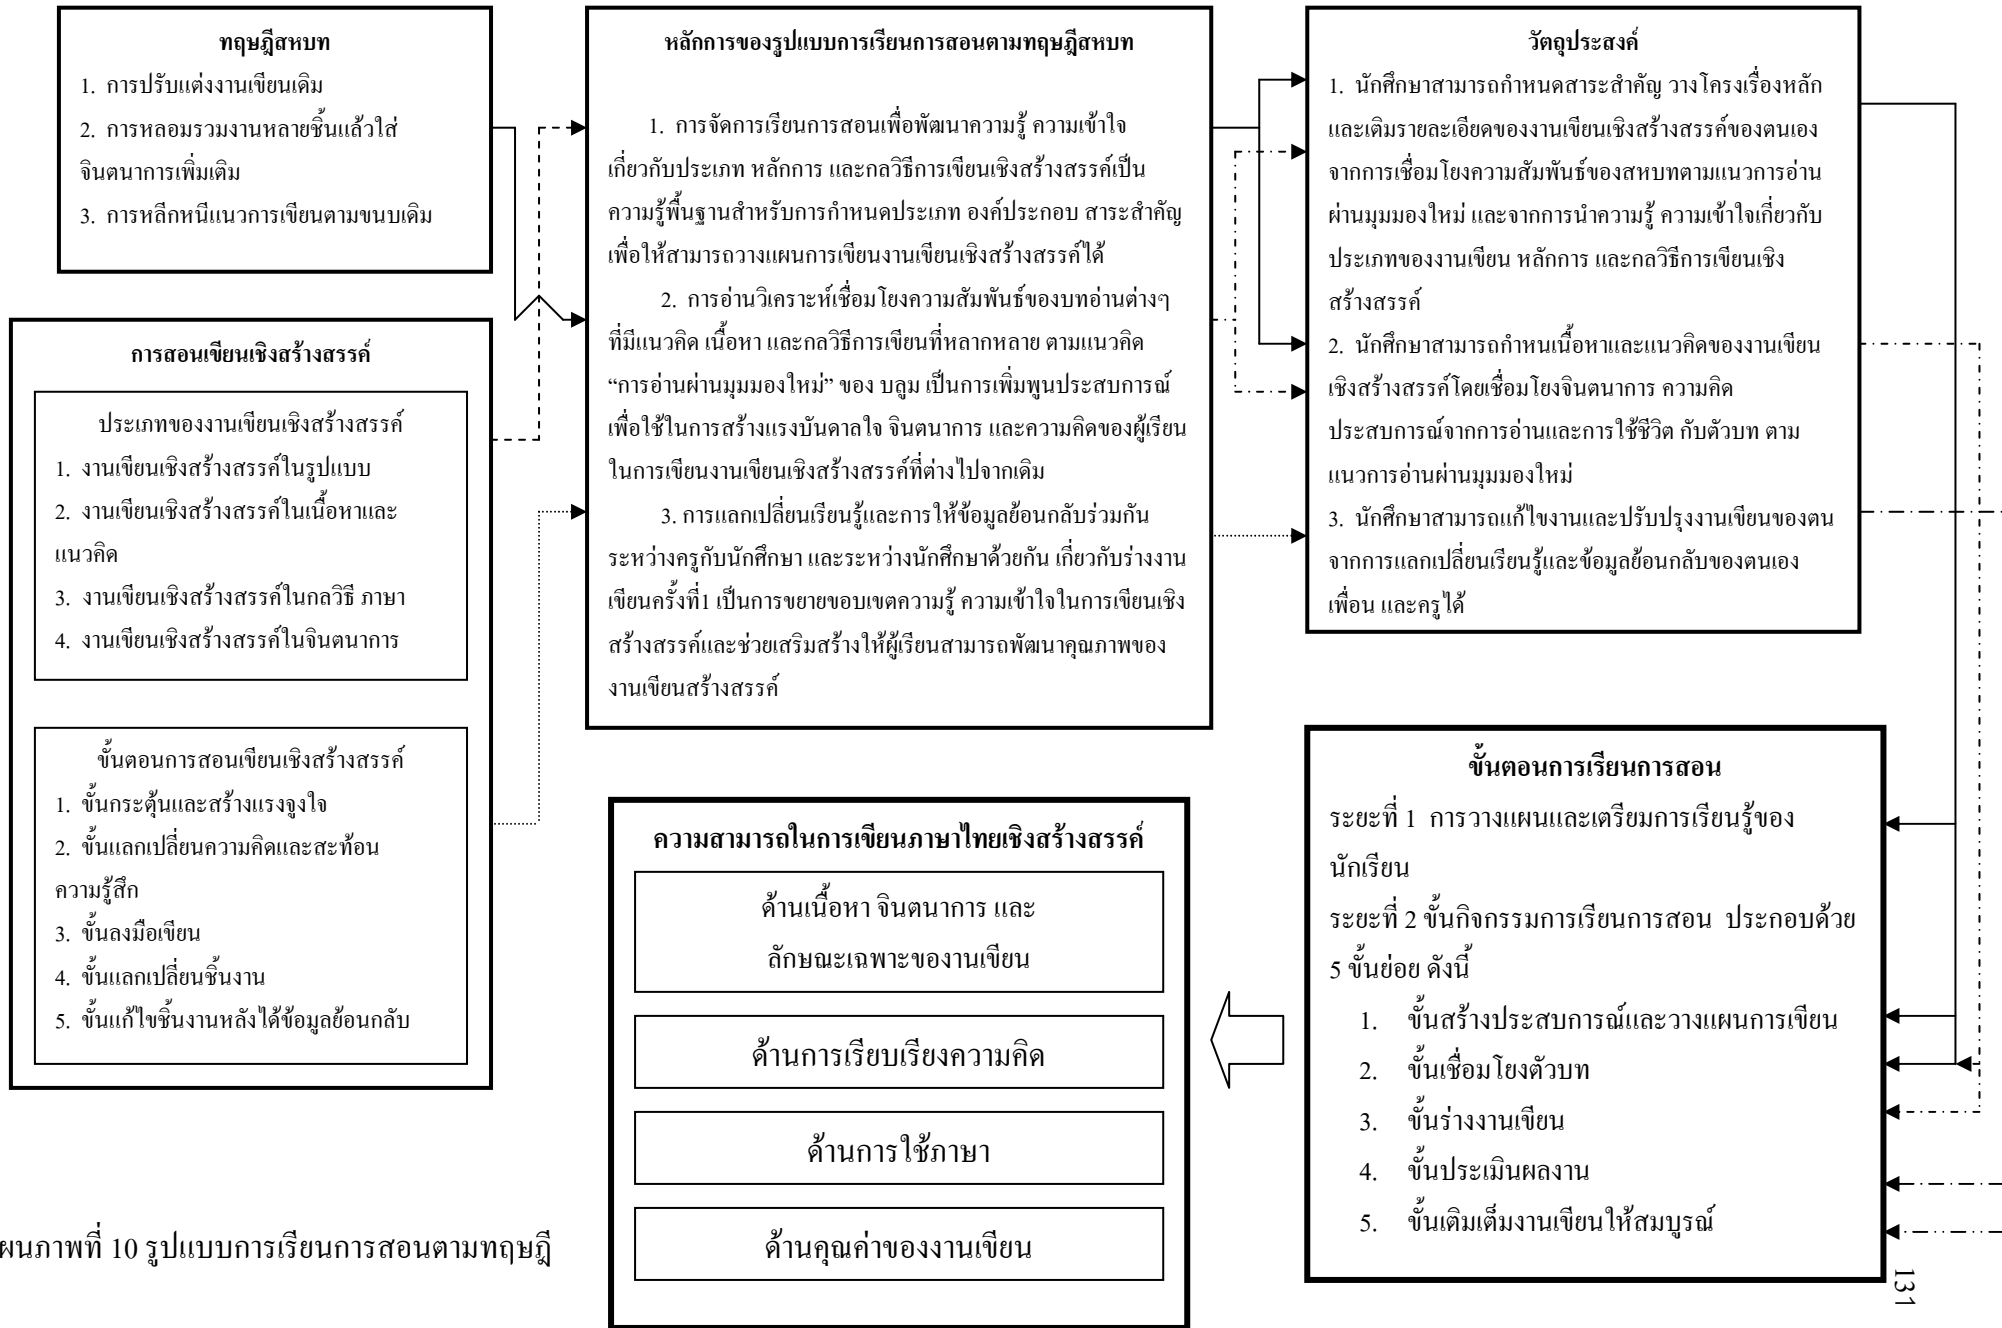 ทฤษฎีสหบท
1. การปรับแต่งงานเขียนเดิม
2. การหลอมรวมงานหลายชิ้นแล้วใส่
จินตนาการเพิ่มเติม
3. การหลีกหนีแนวการเขียนตามขนบเดิม
การสอนเขียนเชิงสร้างสรรค์
ประเภทของงานเขียนเชิงสร้างสรรค์
1. งานเขียนเชิงสร้างสรรค์ในรูปแบบ
2. งานเขียนเชิงสร้างสรรค์ในเนื้อหาและ
แนวคิด
3. งานเขียนเชิงสร้างสรรค์ในกลวิธี ภาษา
4. งานเขียนเชิงสร้างสรรค์ในจินตนาการ
ขั้นตอนการสอนเขียนเชิงสร้างสรรค์
1. ขั้นกระตุ้นและสร้างแรงจูงใจ
2. ขั้นแลกเปลี่ยนความคิดและสะท้อน
ความรู้สึก
3. ขั้นลงมือเขียน
4. ขั้นแลกเปลี่ยนชิ้นงาน
5. ขั้นแก้ไขชิ้นงานหลังได้ข้อมูลย้อนกลับ
หลักการของรูปแบบการเรียนการสอนตามทฤษฎีสหบท
1. การจัดการเรียนการสอนเพื่อพัฒนาความรู้ ความเข้าใจ
เกี่ยวกับประเภท หลักการ และกลวิธีการเขียนเชิงสร้างสรรค์เป็น
ความรู้พื้นฐานสำหรับการกำหนดประเภท องค์ประกอบ สาระสำคัญ
เพื่อให้สามารถวางแผนการเขียนงานเขียนเชิงสร้างสรรค์ได้
2. การอ่านวิเคราะห์เชื่อมโยงความสัมพันธ์ของบทอ่านต่างๆ
ที่มีแนวคิด เนื้อหา และกลวิธีการเขียนที่หลากหลาย ตามแนวคิด
“การอ่านผ่านมุมมองใหม่” ของ บลูม เป็นการเพิ่มพูนประสบการณ์
เพื่อใช้ในการสร้างแรงบันดาลใจ จินตนาการ และความคิดของผู้เรียน
ในการเขียนงานเขียนเชิงสร้างสรรค์ที่ต่างไปจากเดิม
3. การแลกเปลี่ยนเรียนรู้และการให้ข้อมูลย้อนกลับร่วมกัน
ระหว่างครูกับนักศึกษา และระหว่างนักศึกษาด้วยกัน เกี่ยวกับร่างงาน
เขียนครั้งที่1 เป็นการขยายขอบเขตความรู้ ความเข้าใจในการเขียนเชิง
สร้างสรรค์และช่วยเสริมสร้างให้ผู้เรียนสามารถพัฒนาคุณภาพของ
งานเขียนสร้างสรรค์
วัตถุประสงค์
1. นักศึกษาสามารถกำหนดสาระสำคัญ วางโครงเรื่องหลัก
และเติมรายละเอียดของงานเขียนเชิงสร้างสรรค์ของตนเอง
จากการเชื่อมโยงความสัมพันธ์ของสหบทตามแนวการอ่าน
ผ่านมุมมองใหม่ และจากการนำความรู้ ความเข้าใจเกี่ยวกับ
ประเภทของงานเขียน หลักการ และกลวิธีการเขียนเชิง
สร้างสรรค์
2. นักศึกษาสามารถกำหนเนื้อหาและแนวคิดของงานเขียน
เชิงสร้างสรรค์โดยเชื่อมโยงจินตนาการ ความคิด
ประสบการณ์จากการอ่านและการใช้ชีวิต กับตัวบท ตาม
แนวการอ่านผ่านมุมมองใหม่
3. นักศึกษาสามารถแก้ไขงานและปรับปรุงงานเขียนของตน
จากการแลกเปลี่ยนเรียนรู้และข้อมูลย้อนกลับของตนเอง
เพื่อน และครูได้
ขั้นตอนการเรียนการสอน
ระยะที่ 1 การวางแผนและเตรียมการเรียนรู้ของ
นักเรียน
ระยะที่ 2 ขั้นกิจกรรมการเรียนการสอน ประกอบด้วย
5 ขั้นย่อย ดังนี้
1. ขั้นสร้างประสบการณ์และวางแผนการเขียน
2. ขั้นเชื่อมโยงตัวบท
3. ขั้นร่างงานเขียน
4. ขั้นประเมินผลงาน
5. ขั้นเติมเต็มงานเขียนให้สมบูรณ์
ความสามารถในการเขียนภาษาไทยเชิงสร้างสรรค์
ด้านเนื้อหา จินตนาการ และ
ลักษณะเฉพาะของงานเขียน
ด้านการเรียบเรียงความคิด
ด้านการใช้ภาษา
ด้านคุณค่าของงานเขียน
ผนภาพที่ 10 รูปแบบการเรียนการสอนตามทฤษฎี
131